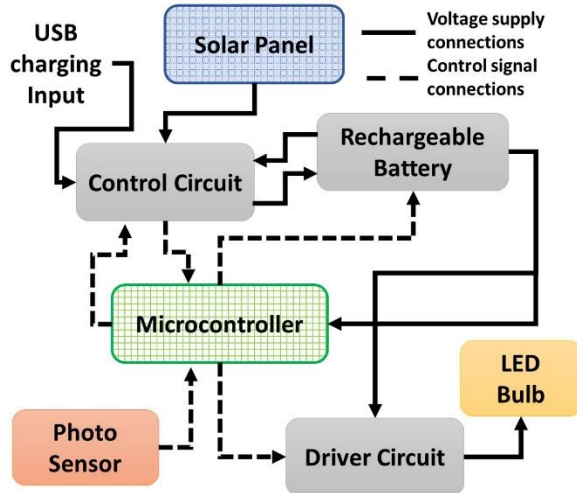 USB
charging
Input
Solar Panel
Voltage supply
connections
Control signal
connections
Rechargeable
Battery
Control Circuit
Microcontroller
LED
Bulb
Photo
Sensor
Driver Circuit